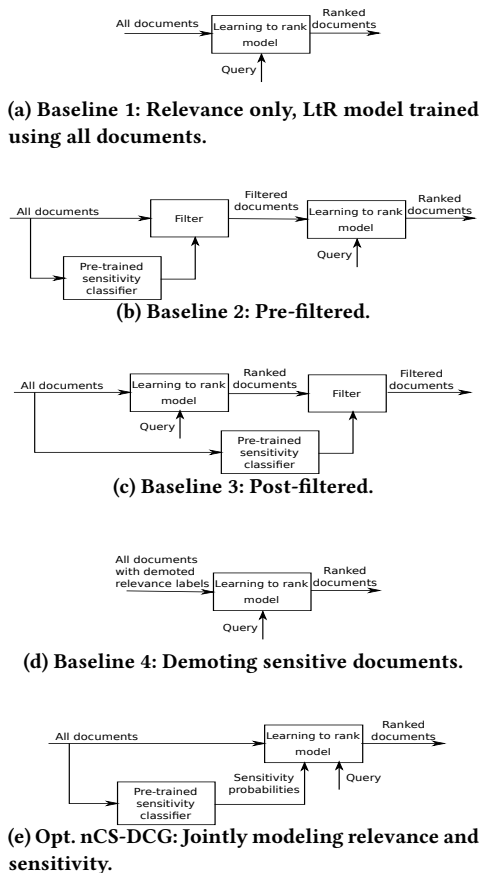 All documents
Learning to rank
model
Ranked
documents
Query
(a) Baseline 1: Relevance only, LtR model trained
using all documents.
All documents
Filter
Filtered
documents
Learning to rank
model
Ranked
documents
Query
Pre-trained
sensitivity
classifier
(b) Baseline 2: Pre-filtered.
All documents
Learning to rank
model
Ranked
documents
Filter
Filtered
documents
Query
Pre-trained
sensitivity
classifier
(c) Baseline 3: Post-filtered.
All documents
with demoted
relevance labels
Learning to rank
model
Ranked
documents
Query
(d) Baseline 4: Demoting sensitive documents.
All documents
Learning to rank
model
Ranked
documents
Sensitivity
probabilities
Query
Pre-trained
sensitivity
classifier
(e) Opt. nCS-DCG: Jointly modeling relevance and
sensitivity.